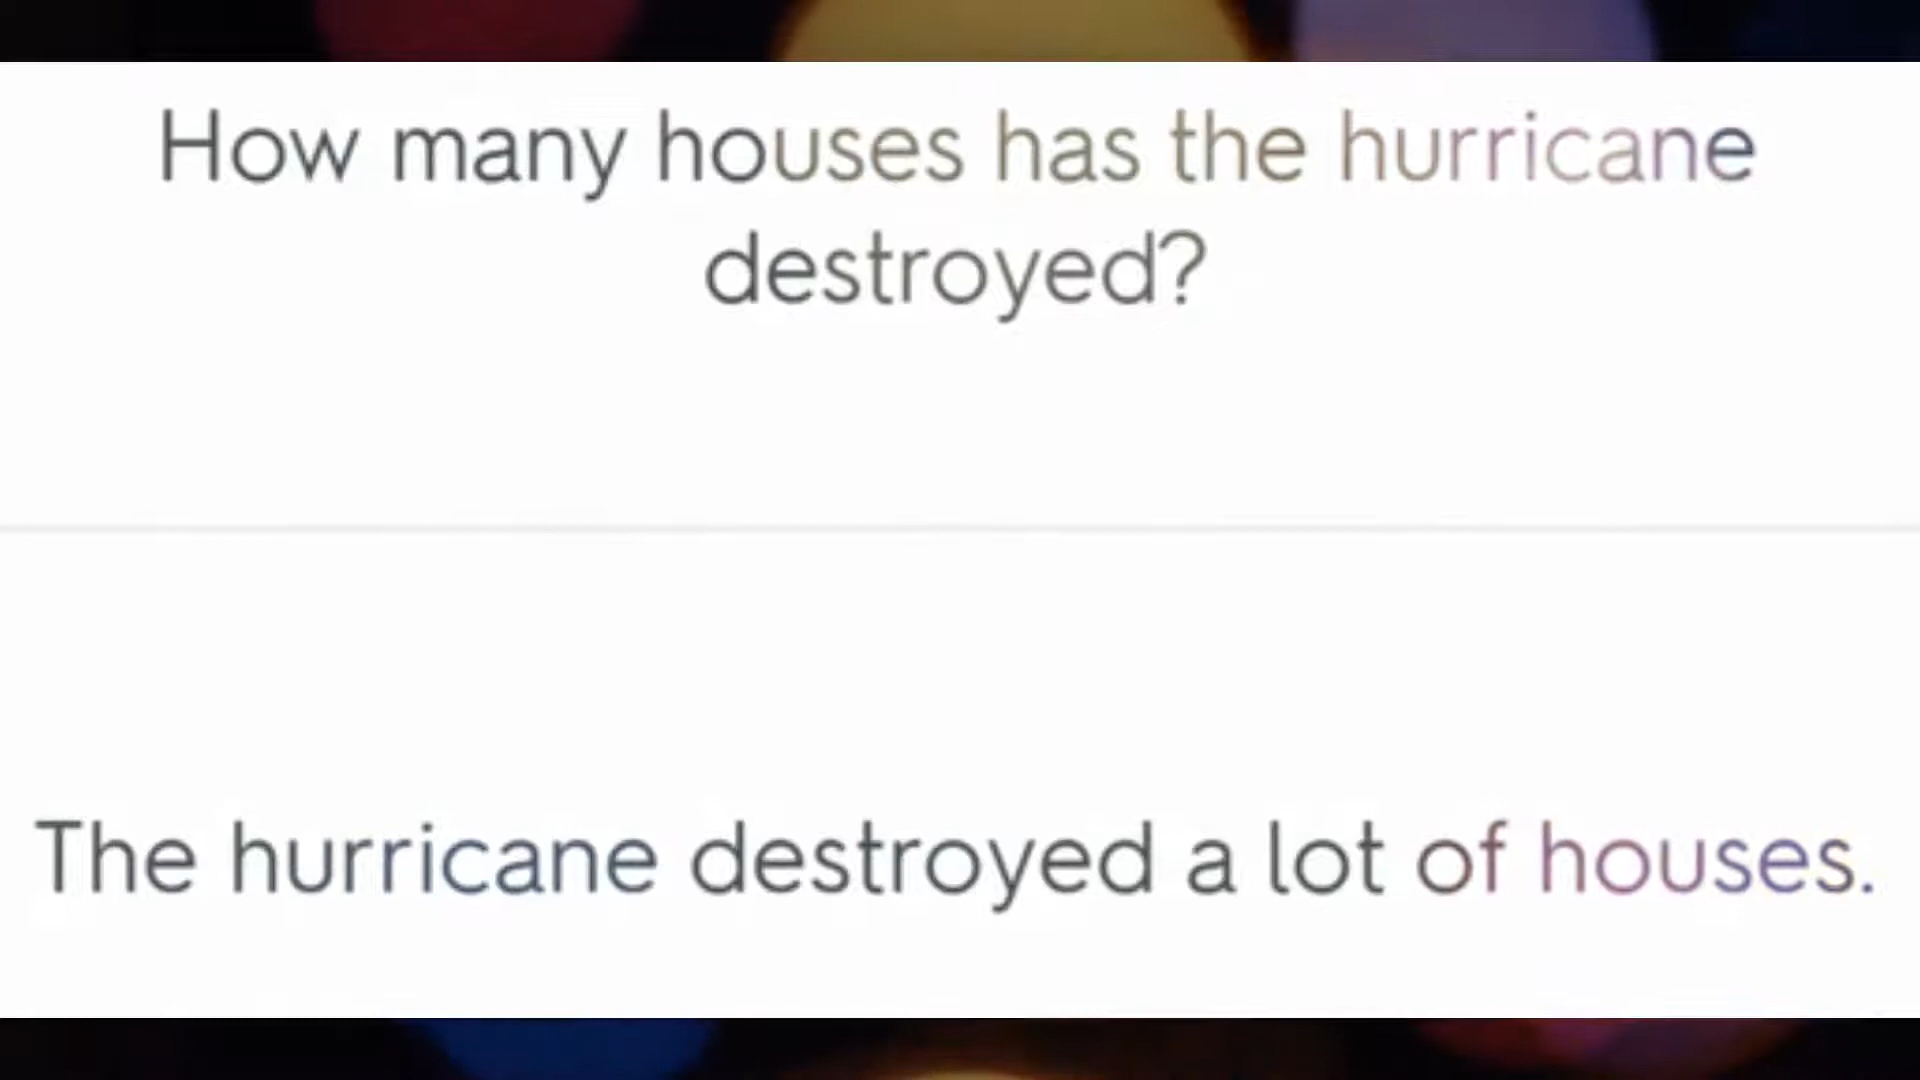 How many houses has the hurricane
destroyed?
The hurricane destroyed a lot of houses.